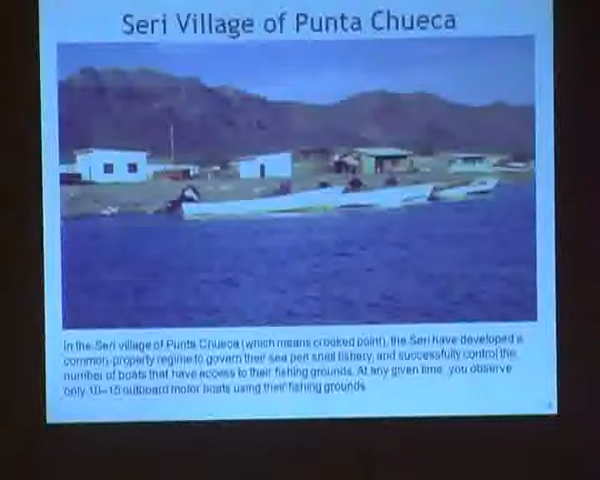 Seri Village of Punta Chueca
In the Seri village of Punta Chueca (which means crooked point), the Seri have developed a
common-property regime to govern their sea pen shell fishery, and successfully control the
number of boats that have access to their fishing grounds. At any given time, you observe
only 10–15 outboard motor boats using their fishing grounds.